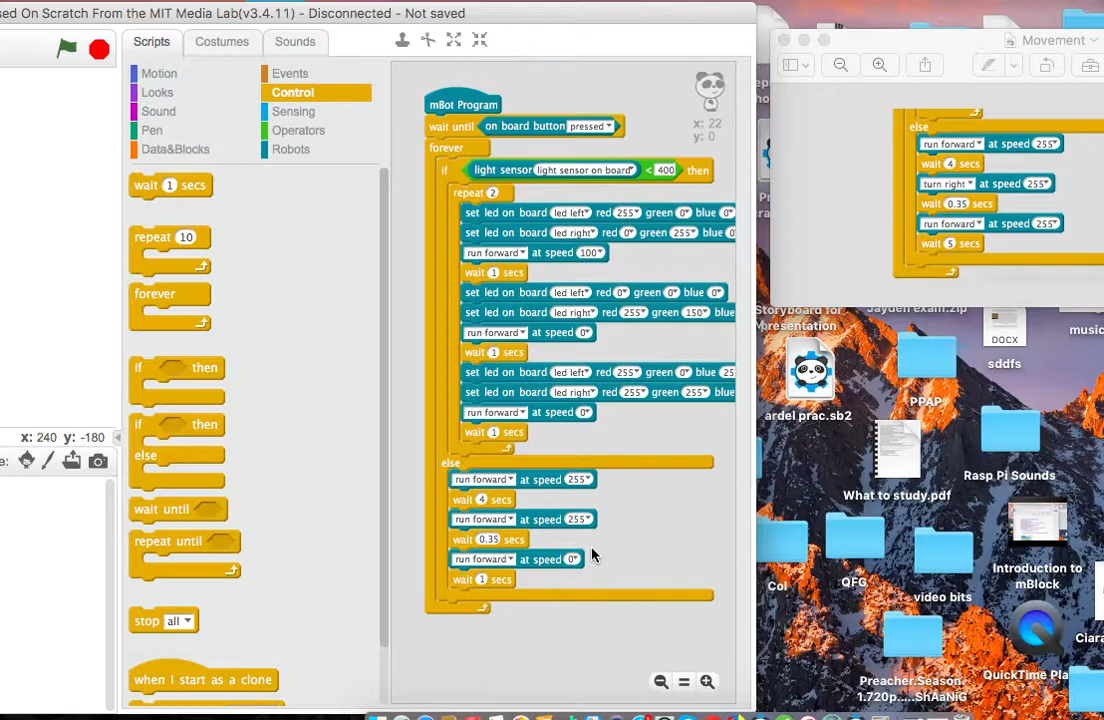 ed On Scratch From the MIT Media Lab(v3.4.11) - Disconnected - Not saved
Scripts Costumes Sounds
Motion Events
Looks Control
Sound Sensing
Pen Operators
Data&Blocks Robots
wait 1 secs
repeat 10
forever
if then
if then
else
wait until
repeat until
stop all
when I start as a clone
x: 240 y: -180
e:
x: 22
y: 0
mBot Program
wait until on board button pressed
forever
if light sensor light sensor on board < 400 then
repeat 2
set led on board led left red 255 green 0 blue 0
set led on board led right red 0 green 255 blue 0
run forward at speed 100
wait 1 secs
set led on board led left red 0 green 0 blue 0
set led on board led right red 255 green 150 blue
run forward at speed 0
wait 1 secs
set led on board led left red 255 green 0 blue 25
set led on board led right red 255 green 255 blue
run forward at speed 0
wait 1 secs
else
run forward at speed 255
wait 4 secs
run forward at speed 255
wait 0.35 secs
run forward at speed 0
wait 1 secs
Movement
else
run forward at speed 255
wait 4 secs
turn right at speed 255
wait 0.35 secs
run forward at speed 255
wait 5 secs
Storyboard for
presentation
Jayden exam.zip
music
DOCX
sddfs
ardel prac.sb2
PPAP
What to study.pdf
Rasp Pi Sounds
Col
QFG
video bits
Introduction to
mBlock
Ciara
Preacher.Season.
1.720p.....ShAaNiG
QuickTime Pla